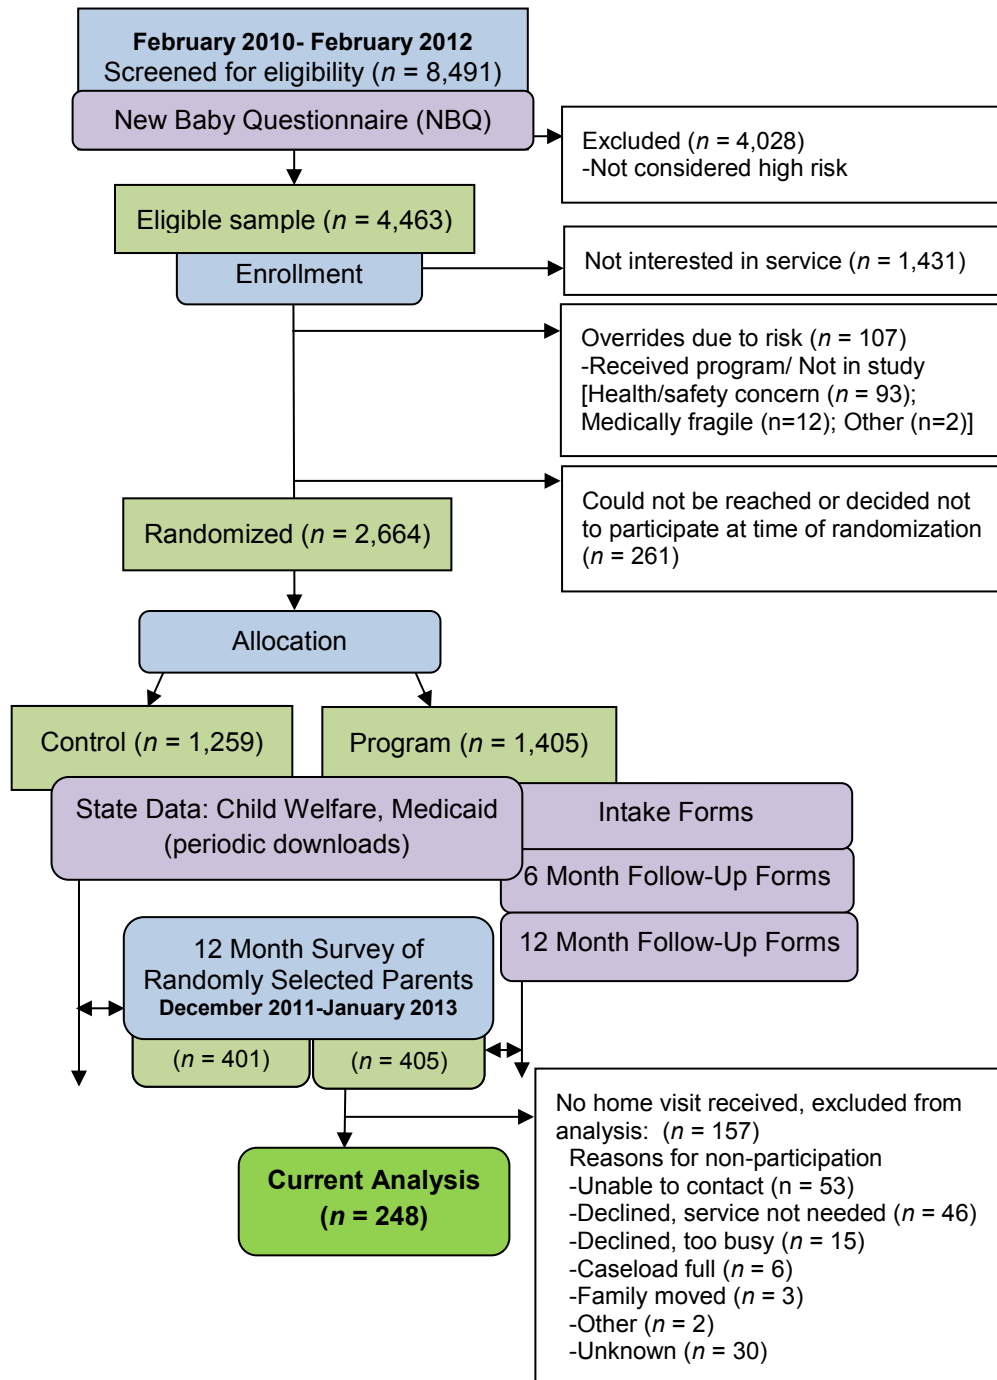 February 2010- February 2012
Screened for eligibility (n = 8,491)
New Baby Questionnaire (NBQ)
Excluded (n = 4,028)
-Not considered high risk
Eligible sample (n = 4,463)
Enrollment
Not interested in service (n = 1,431)
Overrides due to risk (n = 107)
-Received program/ Not in study
[Health/safety concern (n = 93);
Medically fragile (n=12); Other (n=2)]
Could not be reached or decided not
to participate at time of randomization
(n = 261)
Randomized (n = 2,664)
Allocation
Control (n = 1,259)
Program (n = 1,405)
State Data: Child Welfare, Medicaid
(periodic downloads)
Intake Forms
6 Month Follow-Up Forms
12 Month Follow-Up Forms
12 Month Survey of
Randomly Selected Parents
December 2011-January 2013
(n = 401)
(n = 405)
No home visit received, excluded from
analysis:  (n = 157)
Reasons for non-participation
-Unable to contact (n = 53)
-Declined, service not needed (n = 46)
-Declined, too busy (n = 15)
-Caseload full (n = 6)
-Family moved (n = 3)
-Other (n = 2)
-Unknown (n = 30)
Current Analysis
(n = 248)